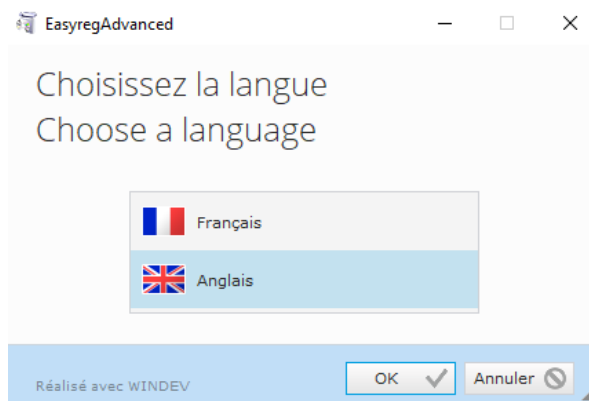 EasyregAdvanced
Choisissez la langue
Choose a language
Français
Anglais
Réalisé avec WINDEV
OK
Annuler